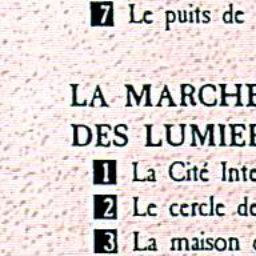 7 Le puits de
LA MARCHE
DES LUMIER
1 La Cité Inte
2 Le cercle de
3 La maison